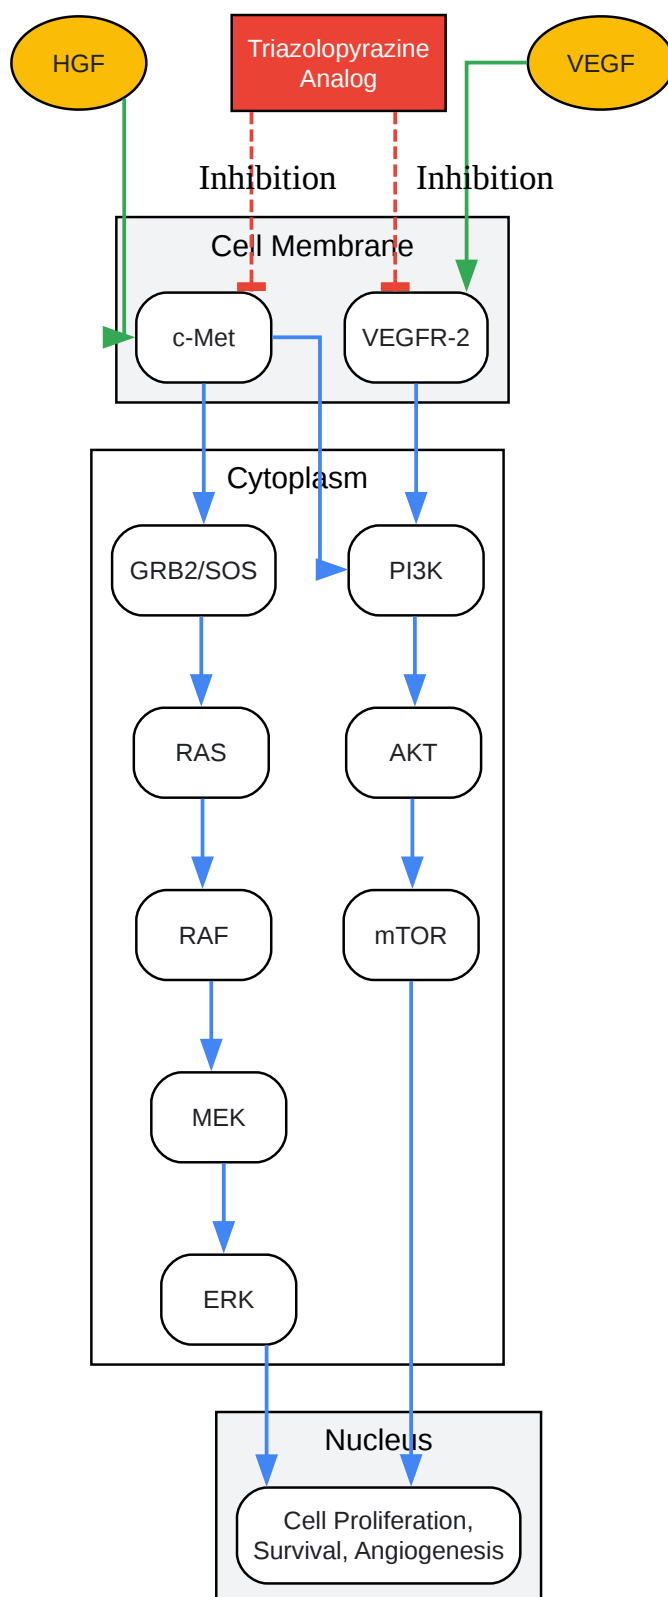 HGF
Triazolopyrazine
Analog
VEGF
Inhibition
Inhibition
Cell Membrane
c-Met
VEGFR-2
Cytoplasm
GRB2/SOS
PI3K
RAS
AKT
RAF
mTOR
MEK
ERK
Nucleus
Cell Proliferation,
Survival, Angiogenesis